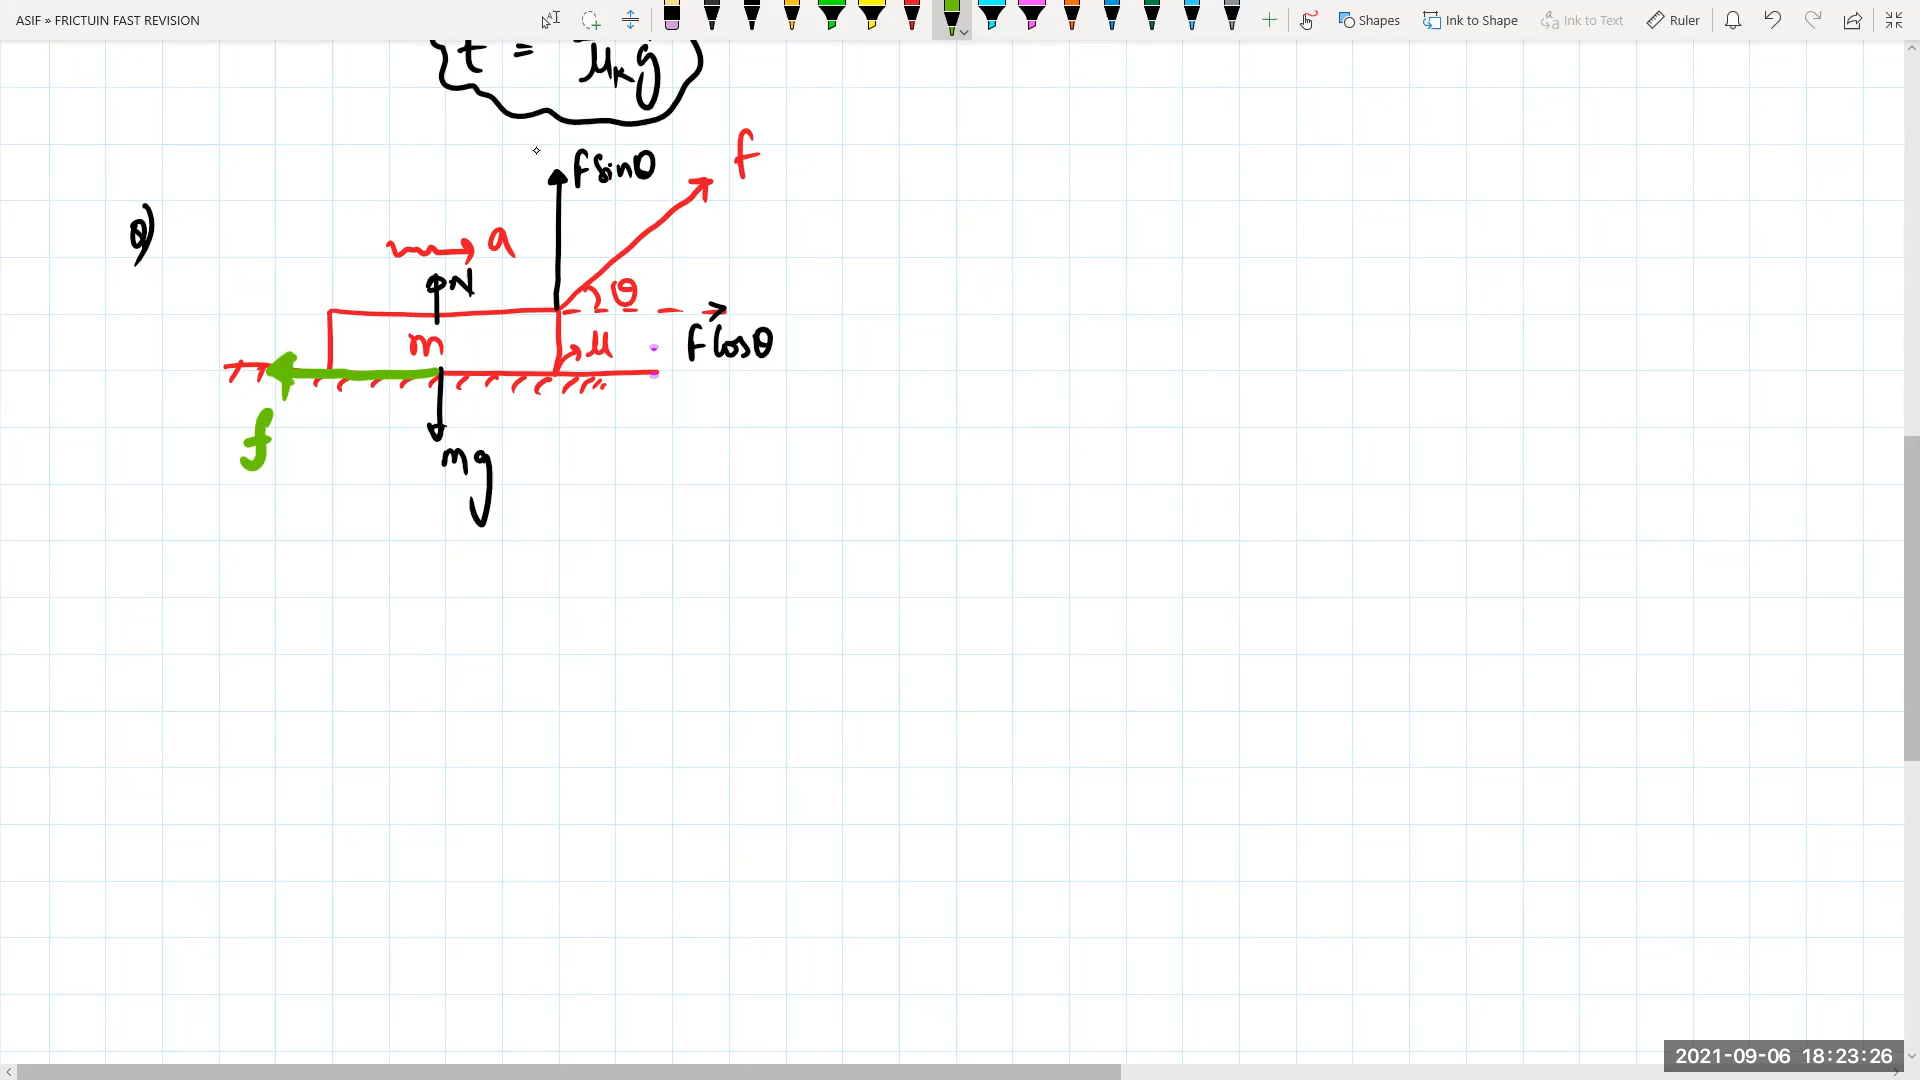 ASIF » FRICTUIN FAST REVISION
Shapes
Ink to Shape
Ink to Text
Ruler
t = μₖg
F sinθ
F
Q)
a
N
θ
m
μ
F cosθ
f
mg
2021-09-06 18:23:26